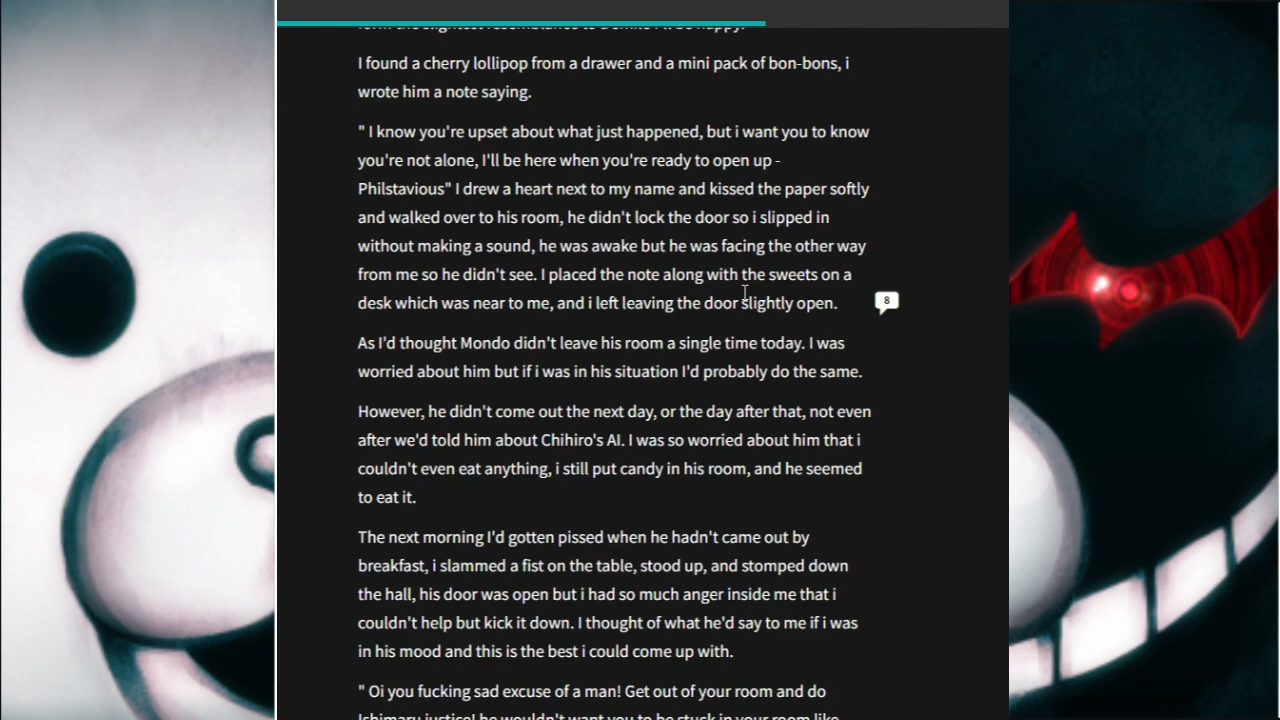 I found a cherry lollipop from a drawer and a mini pack of bon-bons, i
wrote him a note saying.
" I know you're upset about what just happened, but i want you to know
you're not alone, I'll be here when you're ready to open up -
Philstavious" I drew a heart next to my name and kissed the paper softly
and walked over to his room, he didn't lock the door so i slipped in
without making a sound, he was awake but he was facing the other way
from me so he didn't see. I placed the note along with the sweets on a
desk which was near to me, and i left leaving the door slightly open.
8
As I'd thought Mondo didn't leave his room a single time today. I was
worried about him but if i was in his situation I'd probably do the same.
However, he didn't come out the next day, or the day after that, not even
after we'd told him about Chihiro's AI. I was so worried about him that i
couldn't even eat anything, i still put candy in his room, and he seemed
to eat it.
The next morning I'd gotten pissed when he hadn't came out by
breakfast, i slammed a fist on the table, stood up, and stomped down
the hall, his door was open but i had so much anger inside me that i
couldn't help but kick it down. I thought of what he'd say to me if i was
in his mood and this is the best i could come up with.
" Oi you fucking sad excuse of a man! Get out of your room and do
Ishimaru justice! he wouldn't want you to be stuck in your room like